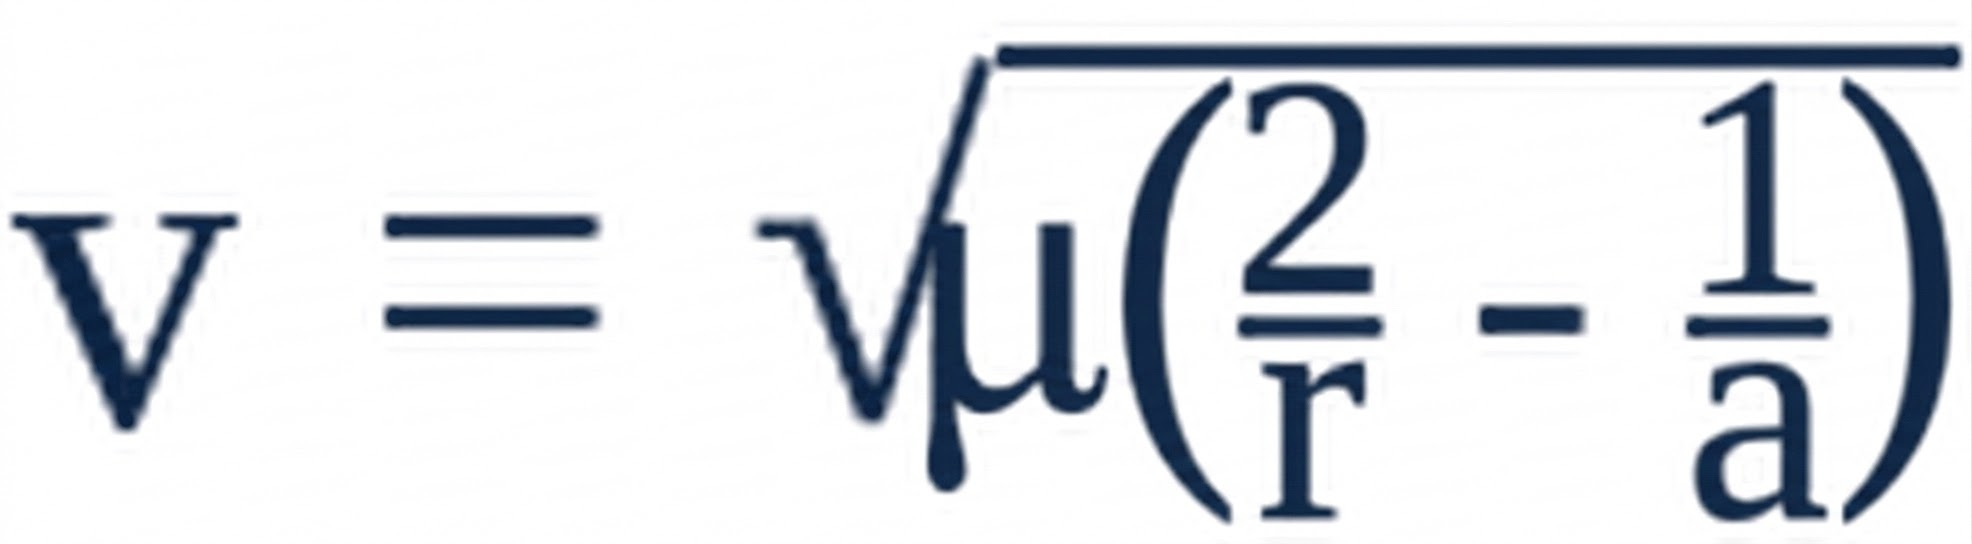 v = √μ(2/r - 1/a)